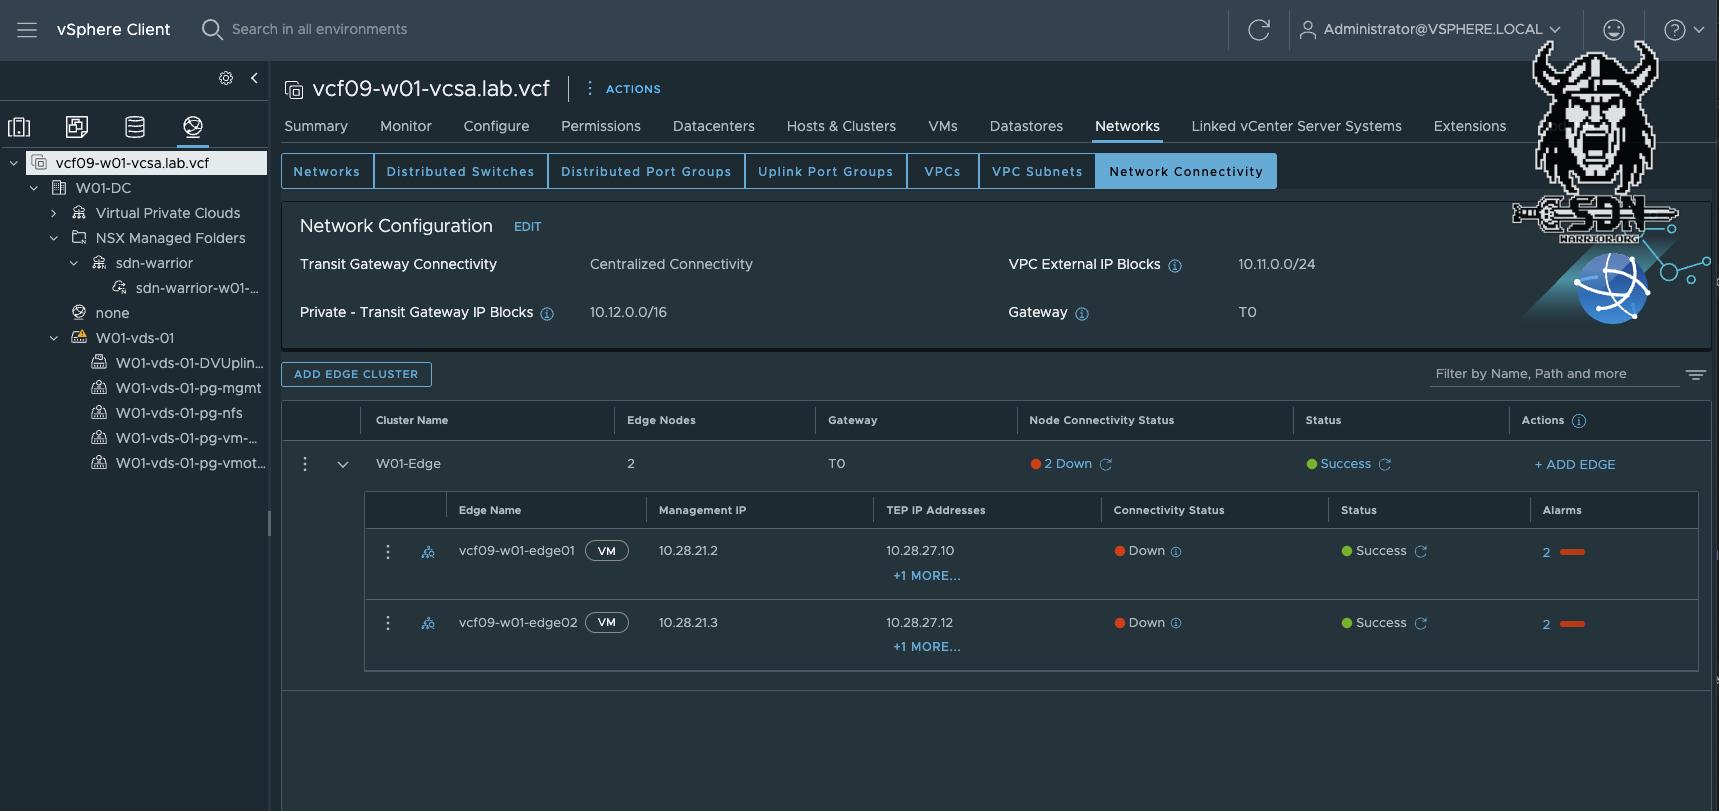 vSphere Client
Search in all environments
Administrator@VSPHERE.LOCAL
vcf09-w01-vcsa.lab.vcf
W01-DC
Virtual Private Clouds
NSX Managed Folders
sdn-warrior
sdn-warrior-w01-...
none
W01-vds-01
W01-vds-01-DVUplin...
W01-vds-01-pg-mgmt
W01-vds-01-pg-nfs
W01-vds-01-pg-vm-...
W01-vds-01-pg-vmot...
vcf09-w01-vcsa.lab.vcf ACTIONS
Summary Monitor Configure Permissions Datacenters Hosts & Clusters VMs Datastores Networks Linked vCenter Server Systems Extensions
Networks Distributed Switches Distributed Port Groups Uplink Port Groups VPCs VPC Subnets Network Connectivity
SDN
WARRIOR.ORG
Network Configuration EDIT
Transit Gateway Connectivity Centralized Connectivity VPC External IP Blocks 10.11.0.0/24
Private - Transit Gateway IP Blocks 10.12.0.0/16 Gateway T0
ADD EDGE CLUSTER Filter by Name, Path and more
Cluster Name Edge Nodes Gateway Node Connectivity Status Status Actions
W01-Edge 2 T0 2 Down Success + ADD EDGE
Edge Name Management IP TEP IP Addresses Connectivity Status Status Alarms
vcf09-w01-edge01 VM 10.28.21.2 10.28.27.10 Down Success 2
+1 MORE...
vcf09-w01-edge02 VM 10.28.21.3 10.28.27.12 Down Success 2
+1 MORE...